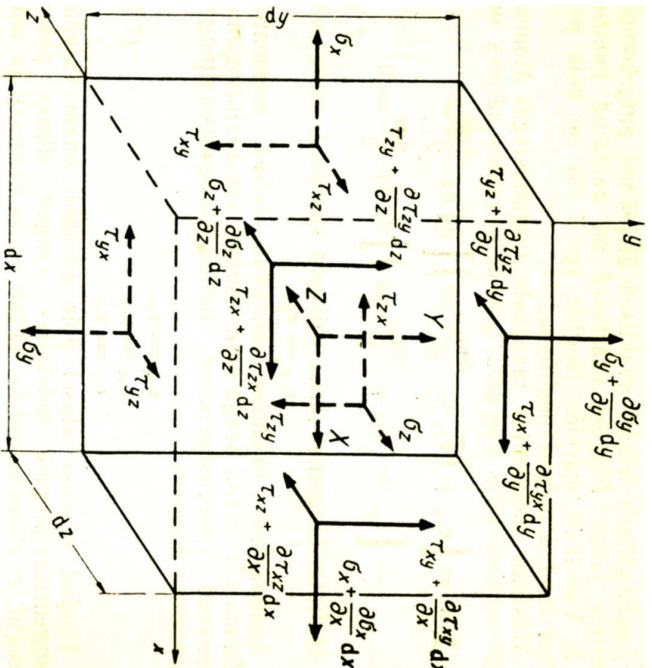 y
z
x
dy
dx
dz
σy + ∂σy/∂y dy
τyx + ∂τyx/∂y dy
τyz + ∂τyz/∂y dy
σx
τxy
τxz
τzy + ∂τzy/∂z dz
σz + ∂σz/∂z dz
τzx + ∂τzx/∂z dz
Z
Y
X
τzx
τzy
σz
τxy + ∂τxy/∂x dx
σx + ∂σx/∂x dx
τxz + ∂τxz/∂x dx
τyx
τyz
σy